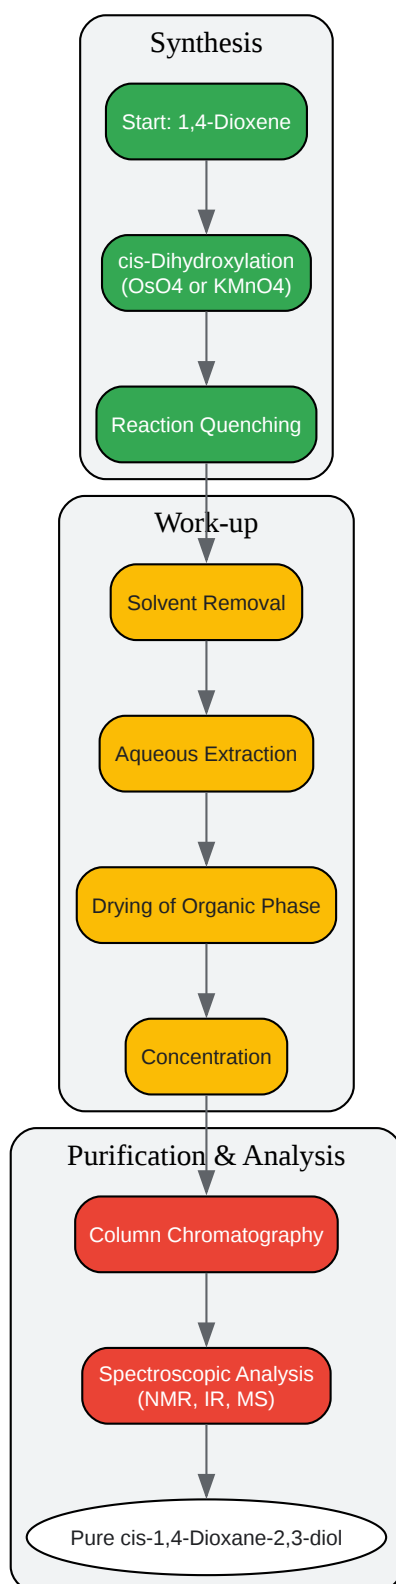 Synthesis
Start: 1,4-Dioxene
cis-Dihydroxylation
(OsO4 or KMnO4)
Reaction Quenching
Work-up
Solvent Removal
Aqueous Extraction
Drying of Organic Phase
Concentration
Purification & Analysis
Column Chromatography
Spectroscopic Analysis
(NMR, IR, MS)
Pure cis-1,4-Dioxane-2,3-diol